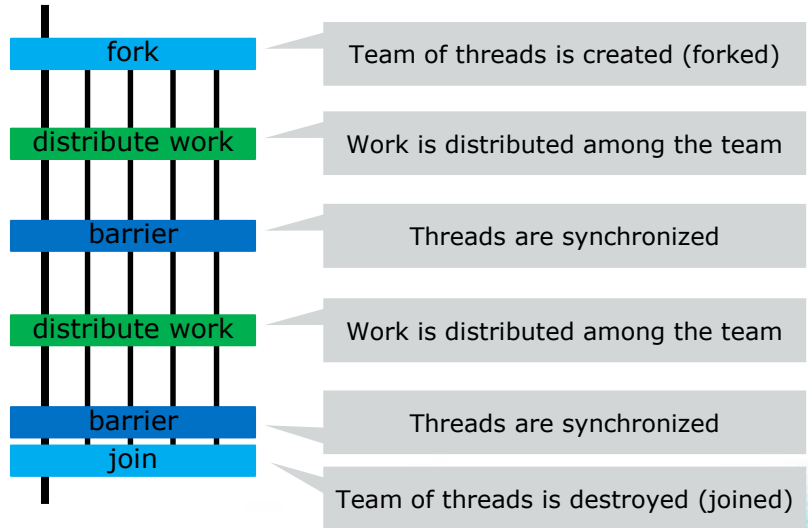 fork
Team of threads is created (forked)
distribute work
Work is distributed among the team
barrier
Threads are synchronized
distribute work
Work is distributed among the team
barrier
Threads are synchronized
join
Team of threads is destroyed (joined)